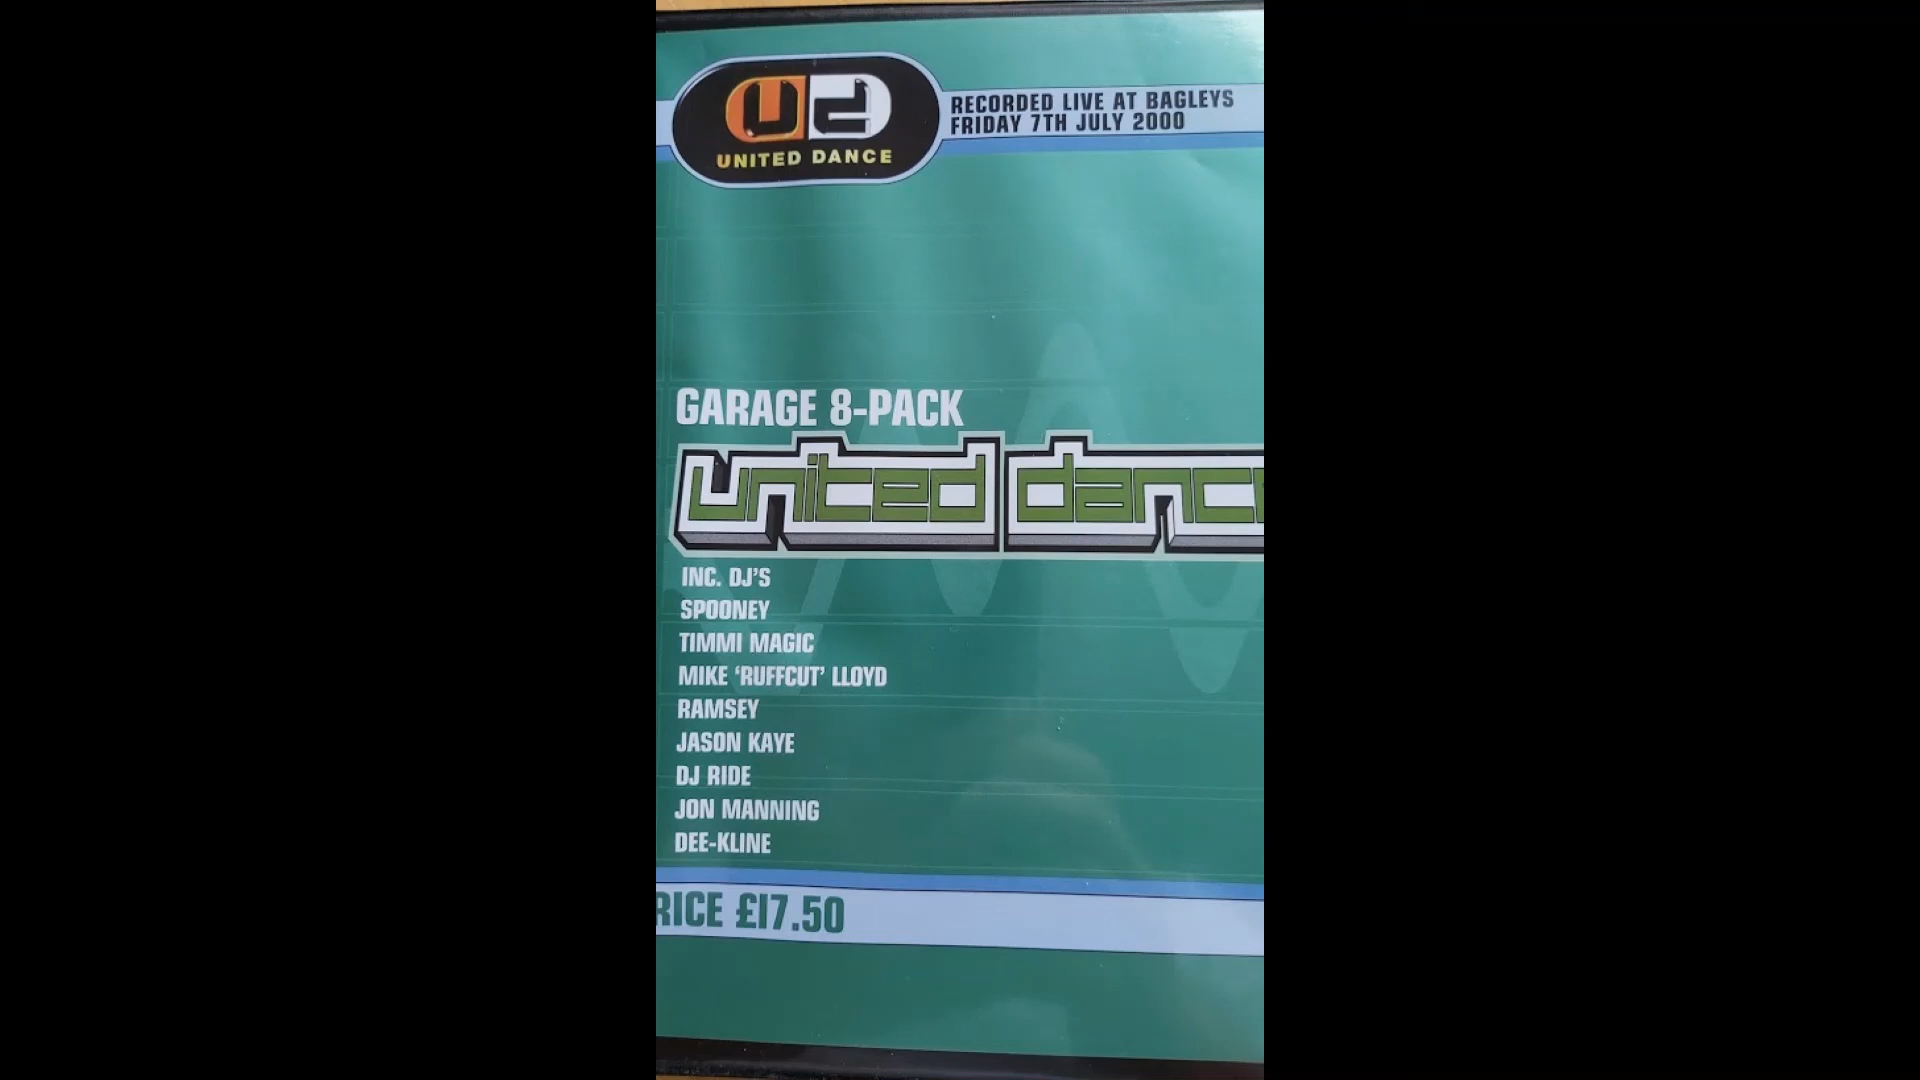 UD
UNITED DANCE
RECORDED LIVE AT BAGLEYS
FRIDAY 7TH JULY 2000
GARAGE 8-PACK
united danc
INC. DJ'S
SPOONEY
TIMMI MAGIC
MIKE ‘RUFFCUT’ LLOYD
RAMSEY
JASON KAYE
DJ RIDE
JON MANNING
DEE-KLINE
RICE £17.50